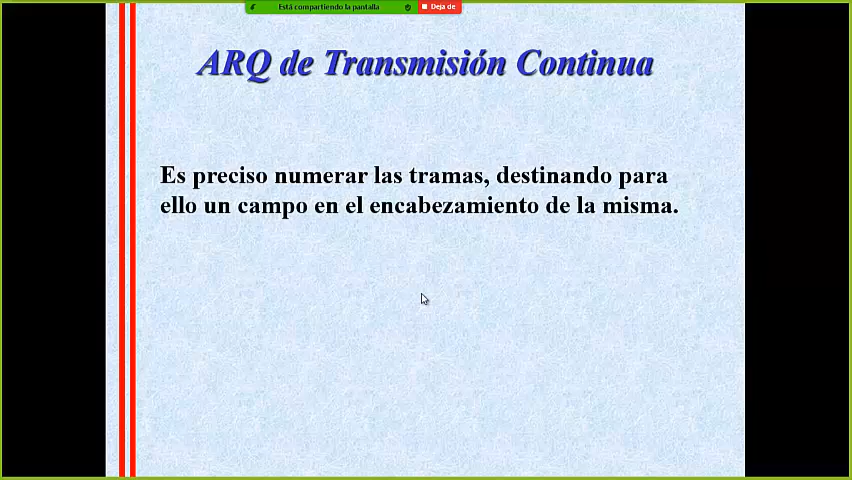 Está compartiendo la pantalla
Deja de
ARQ de Transmisión Continua
Es preciso numerar las tramas, destinando para
ello un campo en el encabezamiento de la misma.